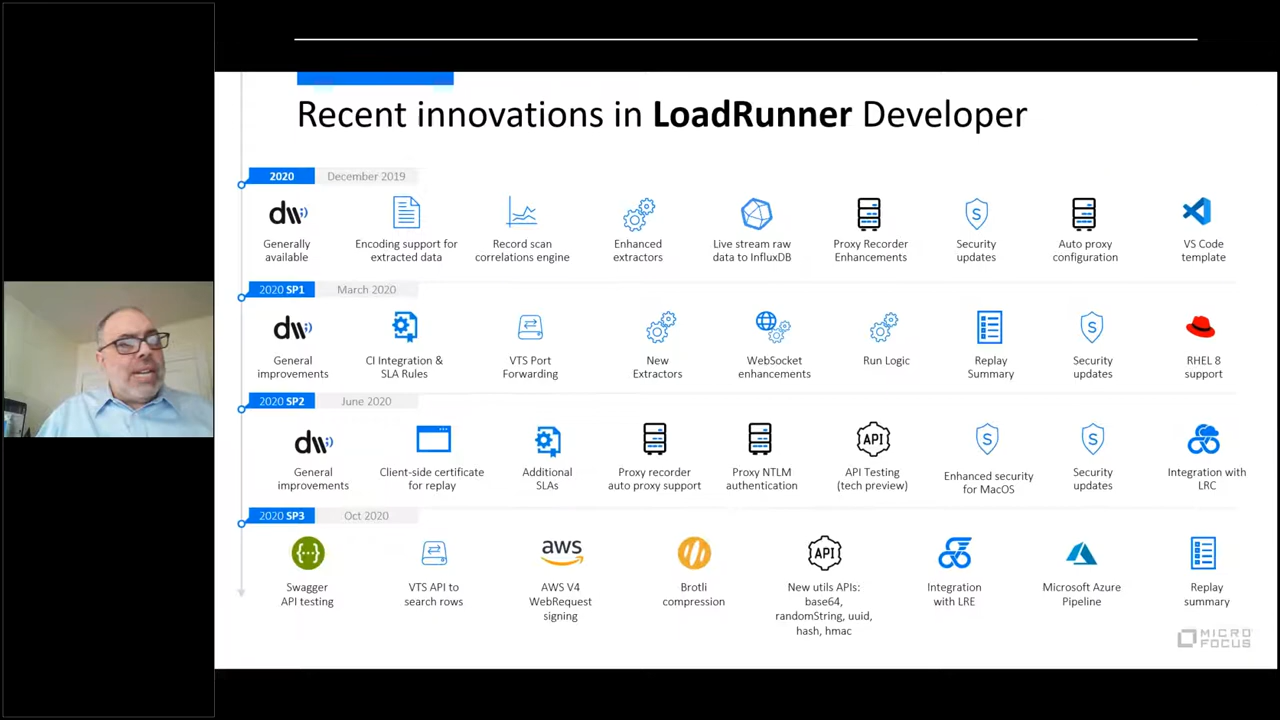 Recent innovations in LoadRunner Developer
2020 December 2019
dw;)
Generally
available
Encoding support for
extracted data
Record scan
correlations engine
Enhanced
extractors
Live stream raw
data to InfluxDB
Proxy Recorder
Enhancements
S
Security
updates
Auto proxy
configuration
VS Code
template
2020 SP1 March 2020
dw;)
General
improvements
CI Integration &
SLA Rules
VTS Port
Forwarding
New
Extractors
WebSocket
enhancements
Run Logic
Replay
Summary
S
Security
updates
RHEL 8
support
2020 SP2 June 2020
dw;)
General
improvements
Client-side certificate
for replay
Additional
SLAs
Proxy recorder
auto proxy support
Proxy NTLM
authentication
API
API Testing
(tech preview)
S
Enhanced security
for MacOS
S
Security
updates
Integration with
LRC
2020 SP3 Oct 2020
{...}
Swagger
API testing
VTS API to
search rows
aws
AWS V4
WebRequest
signing
Brotli
compression
API
New utils APIs:
base64,
randomString, uuid,
hash, hmac
Integration
with LRE
Microsoft Azure
Pipeline
Replay
summary
MICRO
FOCUS